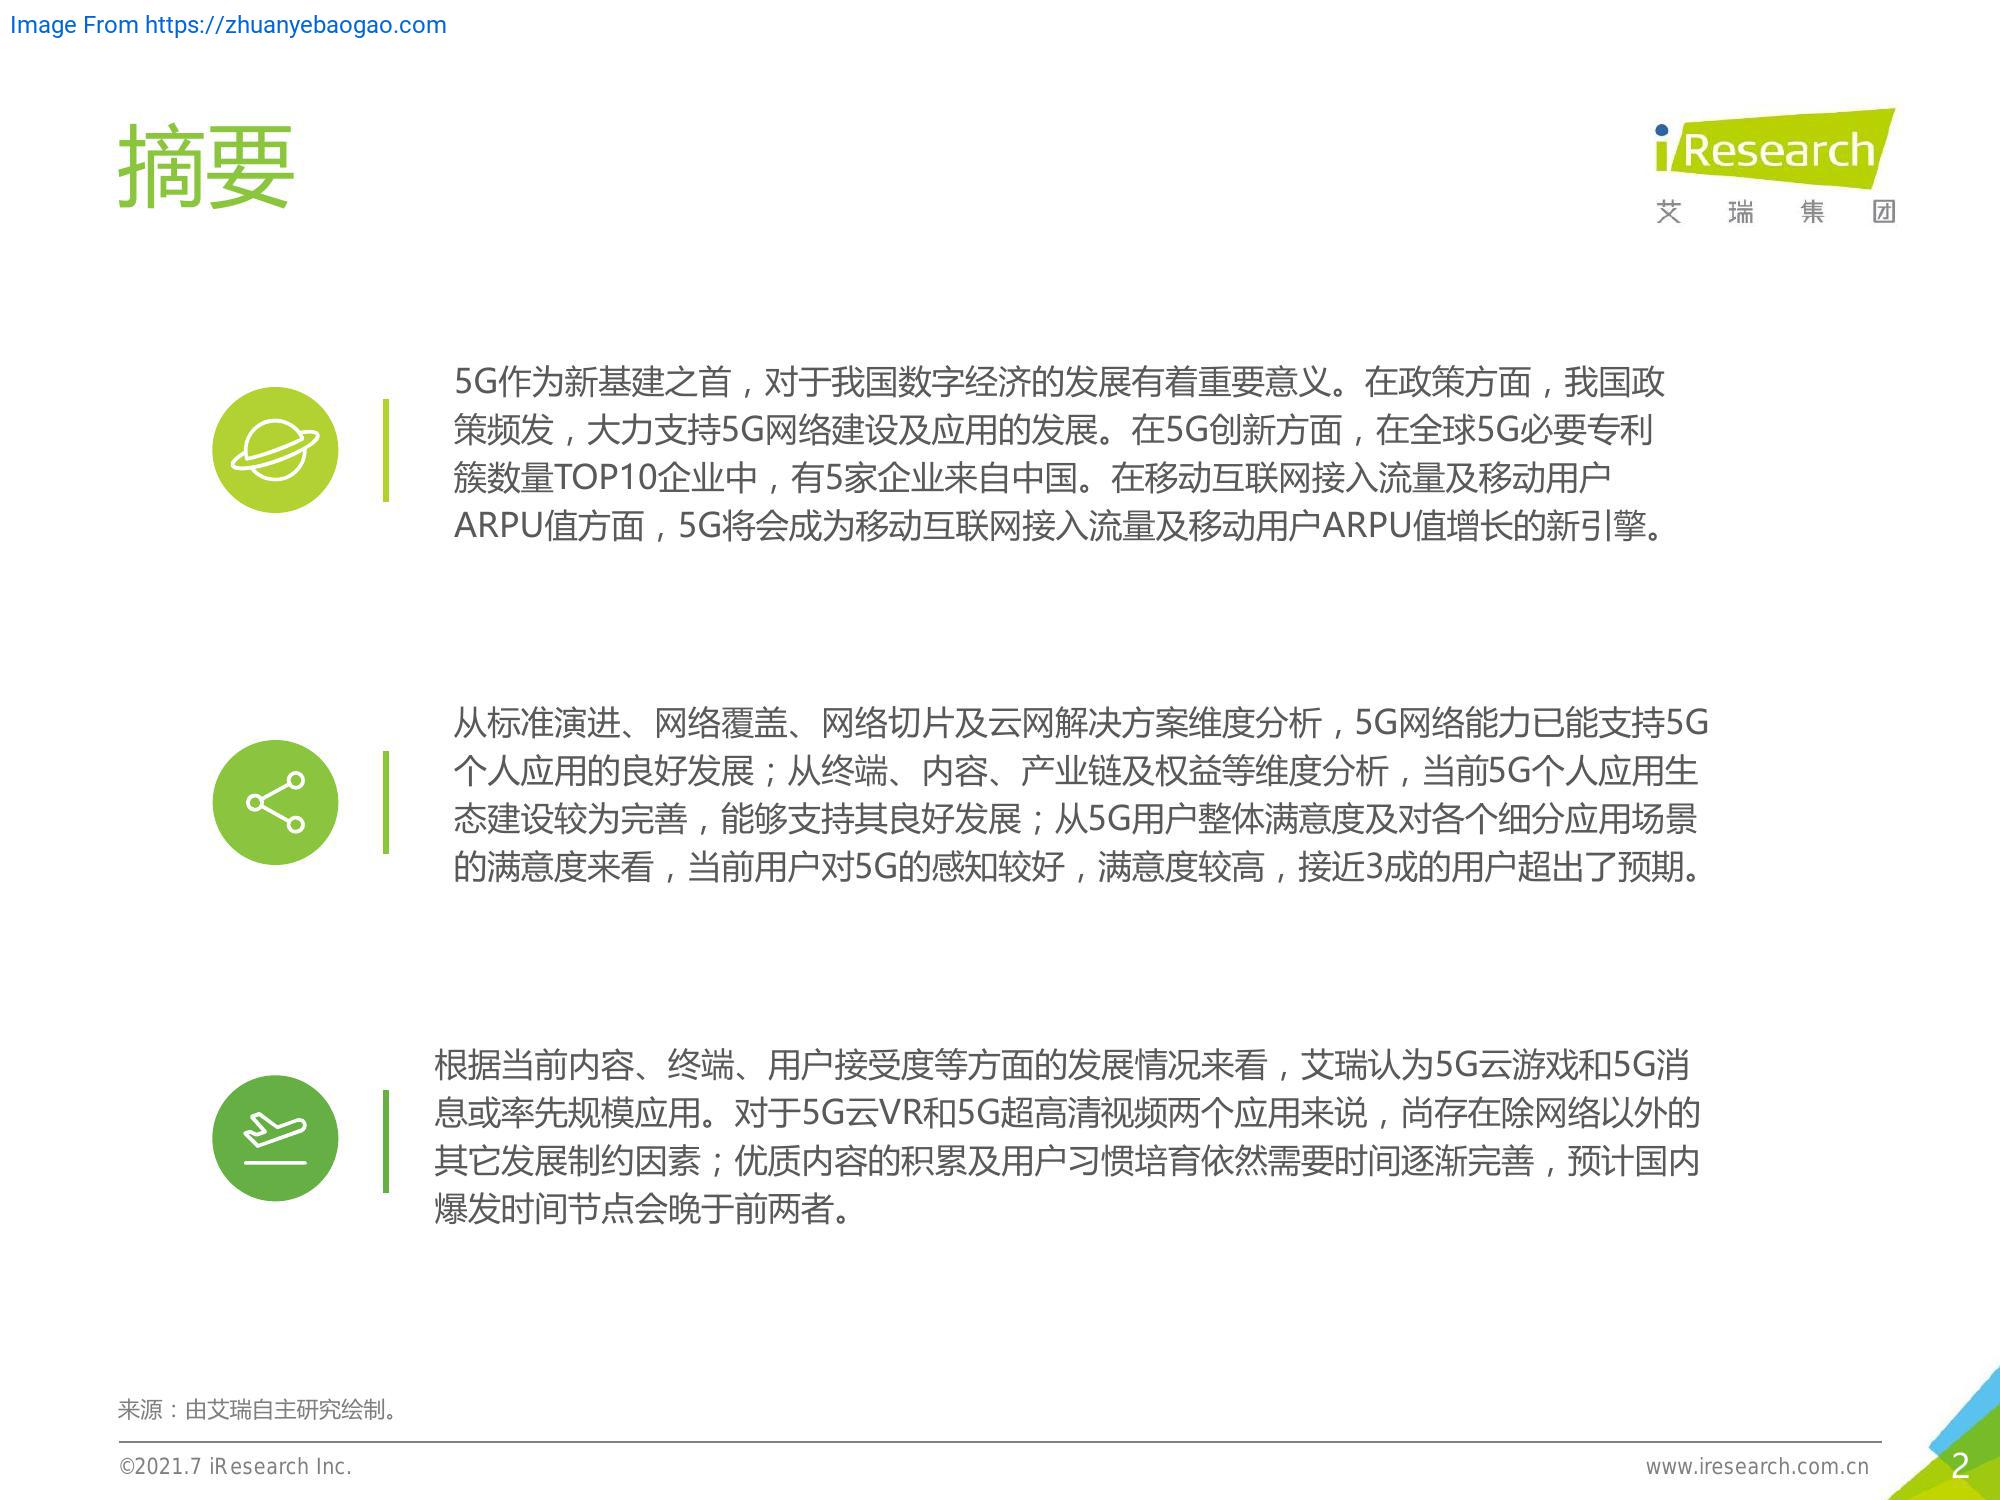 Image From https://zhuanyebaogao.com
摘要
iResearch
艾 瑞 集 团
5G作为新基建之首，对于我国数字经济的发展有着重要意义。在政策方面，我国政
策频发，大力支持5G网络建设及应用的发展。在5G创新方面，在全球5G必要专利
簇数量TOP10企业中，有5家企业来自中国。在移动互联网接入流量及移动用户
ARPU值方面，5G将会成为移动互联网接入流量及移动用户ARPU值增长的新引擎。
从标准演进、网络覆盖、网络切片及云网解决方案维度分析，5G网络能力已能支持5G
个人应用的良好发展；从终端、内容、产业链及权益等维度分析，当前5G个人应用生
态建设较为完善，能够支持其良好发展；从5G用户整体满意度及对各个细分应用场景
的满意度来看，当前用户对5G的感知较好，满意度较高，接近3成的用户超出了预期。
根据当前内容、终端、用户接受度等方面的发展情况来看，艾瑞认为5G云游戏和5G消
息或率先规模应用。对于5G云VR和5G超高清视频两个应用来说，尚存在除网络以外的
其它发展制约因素；优质内容的积累及用户习惯培育依然需要时间逐渐完善，预计国内
爆发时间节点会晚于前两者。
来源：由艾瑞自主研究绘制。
©2021.7 iResearch Inc.
www.iresearch.com.cn
2